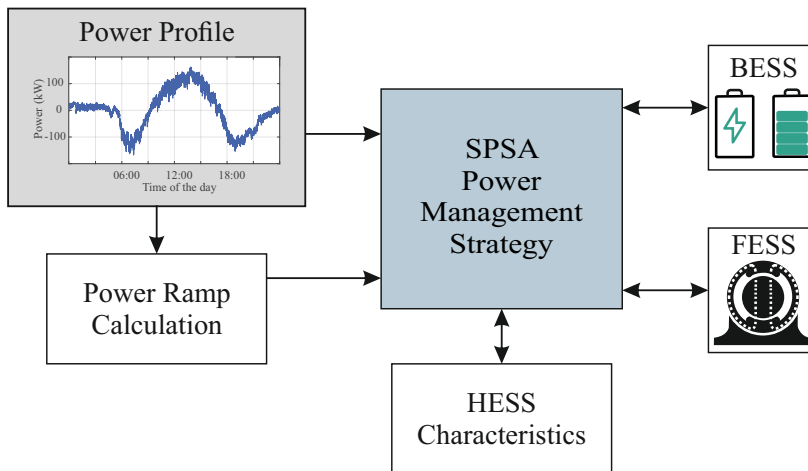 Power Profile
Power (kW)
100
0
-100
06:00 12:00 18:00
Time of the day
Power Ramp
Calculation
SPSA
Power
Management
Strategy
BESS
FESS
HESS
Characteristics